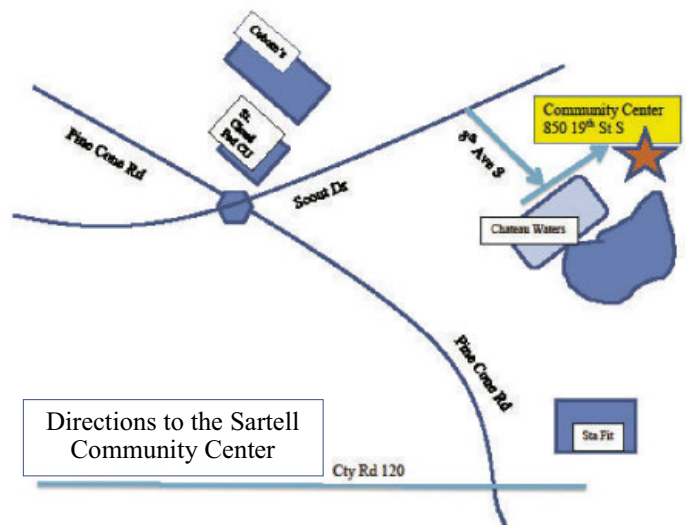 Coborn's
St.
Cloud
Fed CU
Pine Cone Rd
Scout Dr
8th Ave S
Community Center
850 19th St S
Chateau Waters
Pine Cone Rd
Sta Fit
Directions to the Sartell
Community Center
Cty Rd 120